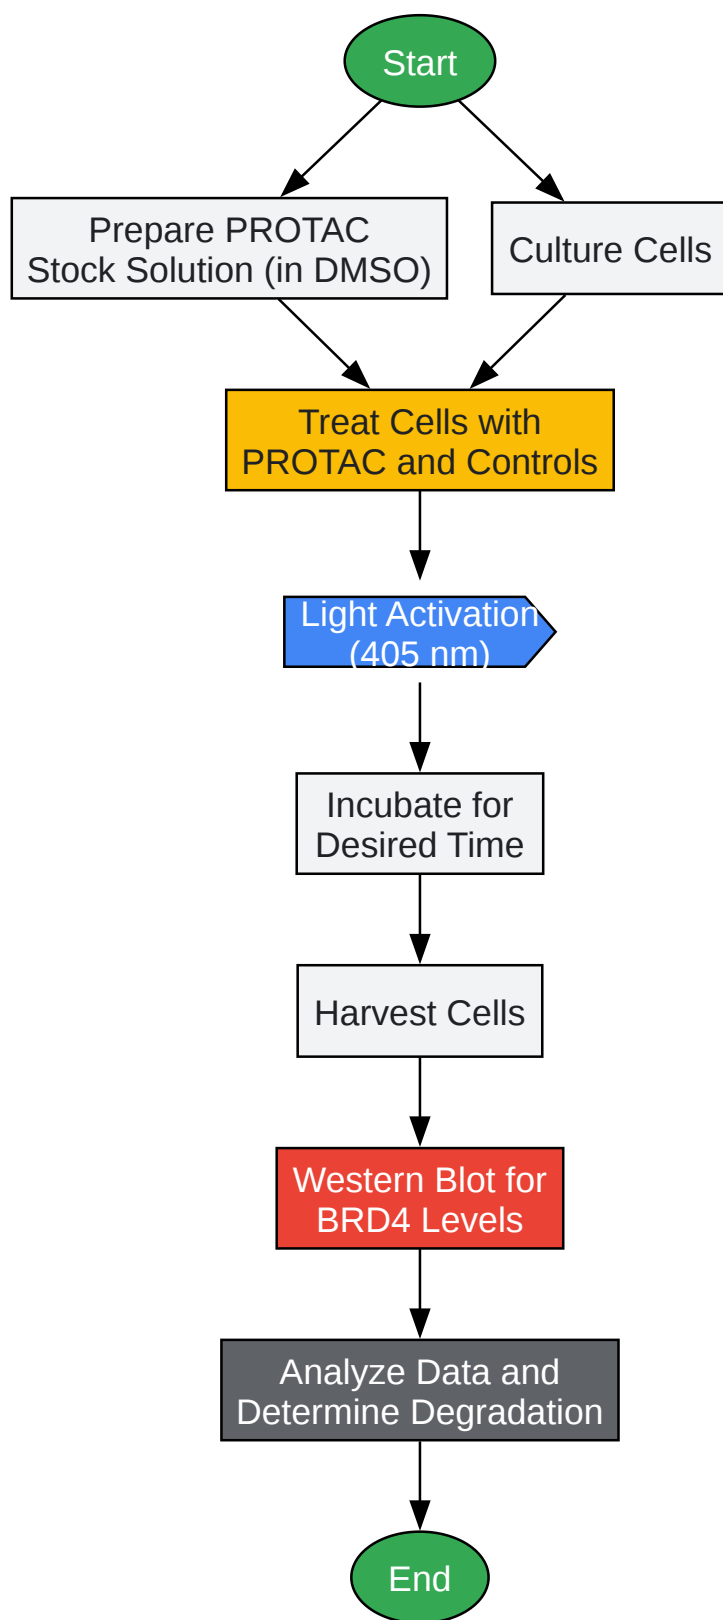 Start
Prepare PROTAC
Stock Solution (in DMSO)
Culture Cells
Treat Cells with
PROTAC and Controls
Light Activation
(405 nm)
Incubate for
Desired Time
Harvest Cells
Western Blot for
BRD4 Levels
Analyze Data and
Determine Degradation
End